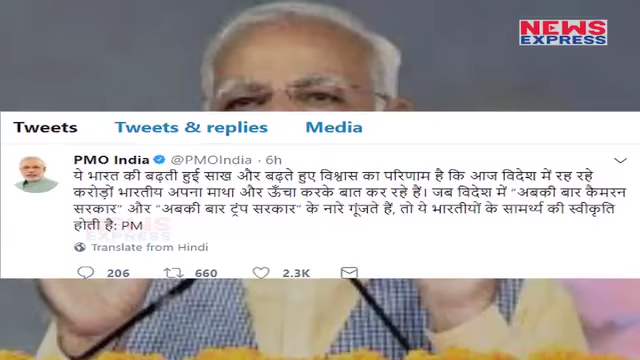 NEWS
EXPRESS
Tweets Tweets & replies Media
PMO India @PMOIndia · 6h
ये भारत की बढ़ती हुई साख और बढ़ते हुए विश्वास का परिणाम है कि आज विदेश में रह रहे
करोड़ों भारतीय अपना माथा और ऊँचा करके बात कर रहे हैं। जब विदेश में “अबकी बार कैमरन
सरकार” और “अबकी बार ट्रंप सरकार” के नारे गूंजते हैं, तो ये भारतीयों के सामर्थ्य की स्वीकृति
होती है: PM
Translate from Hindi
206 660 2.3K